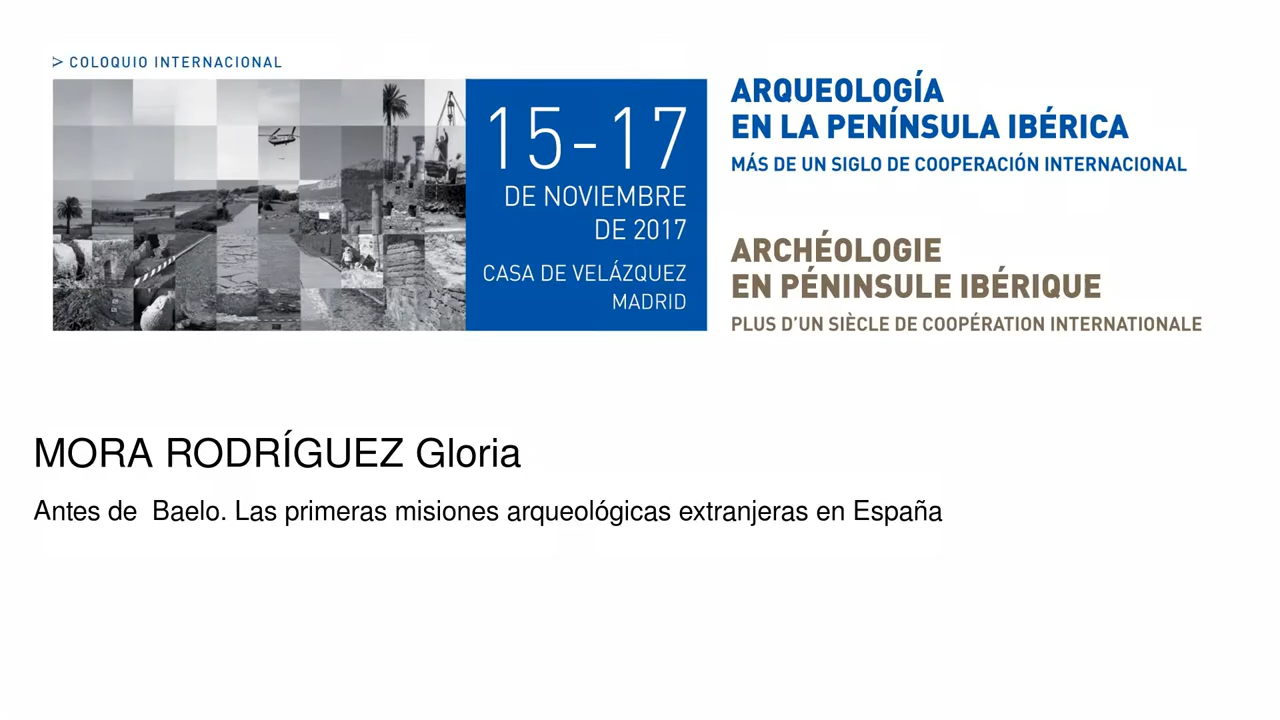 > COLOQUIO INTERNACIONAL
15-17
DE NOVIEMBRE
DE 2017
CASA DE VELÁZQUEZ
MADRID
ARQUEOLOGÍA
EN LA PENÍNSULA IBÉRICA
MÁS DE UN SIGLO DE COOPERACIÓN INTERNACIONAL
ARCHÉOLOGIE
EN PÉNINSULE IBÉRIQUE
PLUS D'UN SIÈCLE DE COOPÉRATION INTERNATIONALE
MORA RODRÍGUEZ Gloria
Antes de  Baelo. Las primeras misiones arqueológicas extranjeras en España